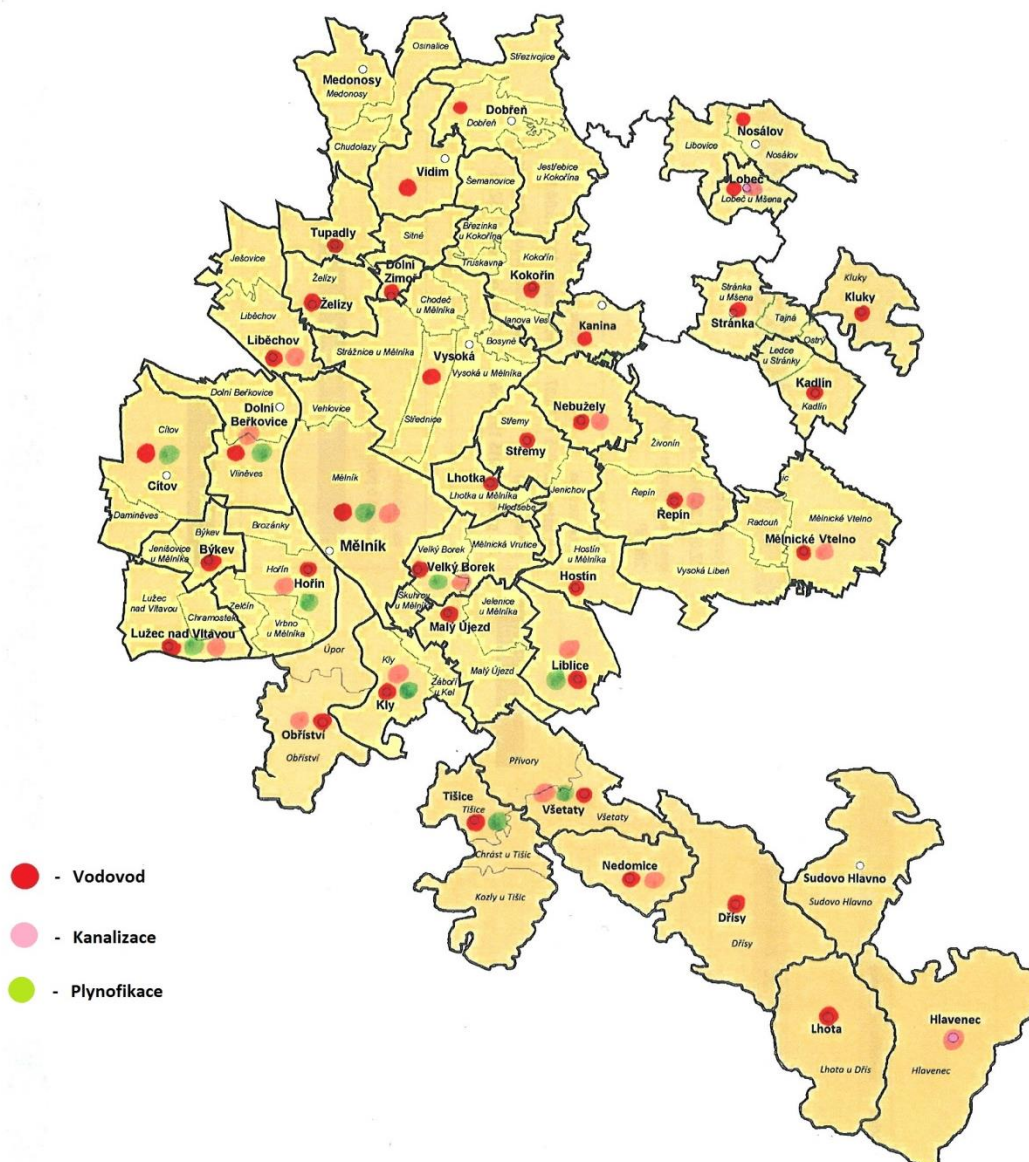 Osinalice
Střezivojice
Medonosy
Medonosy
Dobřeň
Dobřeň
Nosálov
Libovice
Nosálov
Chudolazy
Vidim
Šemanovice
Jestřebice
u Kokořína
Lobeč
Lobeč u Mšena
Tupadly
Sitné
Březinka
u Kokořína
Truskavna
Kokořín
Kokořín
Ješovice
Želízy
Želízy
Dolní
Zimoř
Chodeč
u Mělníka
Stránka
u Mšena
Stránka
Tajná
Ostrý
Kluky
Kluky
Liběchov
Liběchov
Strážnice u Mělníka
Vysoká
Vysoká u Mělníka
Bosyně
Janova Ves
Kanina
Ledce
u Stránky
Kadlín
Kadlín
Dolní Beřkovice
Dolní
Beřkovice
Vehlovice
Střednice
Střemy
Střemy
Nebužely
Živonín
Cítov
Cítov
Vliněves
Mělník
Mělník
Lhotka
Lhotka u Mělníka
Hleďsebe
Jenichov
Řepín
Řepín
Radouň
Mělnické Vtelno
Mělnické Vtelno
Daminěves
Brozánky
Býkev
Býkev
Jenišovice
u Mělníka
Hořín
Hořín
Velký Borek
Velký Borek
Mělnická Vrutice
Hostín
u Mělníka
Hostín
Vysoká Libeň
Lužec
nad Vltavou
Chramostek
Zelčín
Vrbno
u Mělníka
Lužec nad Vltavou
Skuhrov
u Mělníka
Malý Újezd
Jelenice
u Mělníka
Úpor
Kly
Kly
Záboří
u Kel
Malý Újezd
Liblice
Obříství
Obříství
Přívory
Tišice
Tišice
Všetaty
Všetaty
Chrást u Tišic
Kozly u Tišic
Nedomice
Dřísy
Dřísy
Sudovo Hlavno
Sudovo Hlavno
Lhota
Lhota u Dřís
Hlavenec
Hlavenec
- Vodovod
- Kanalizace
- Plynofikace